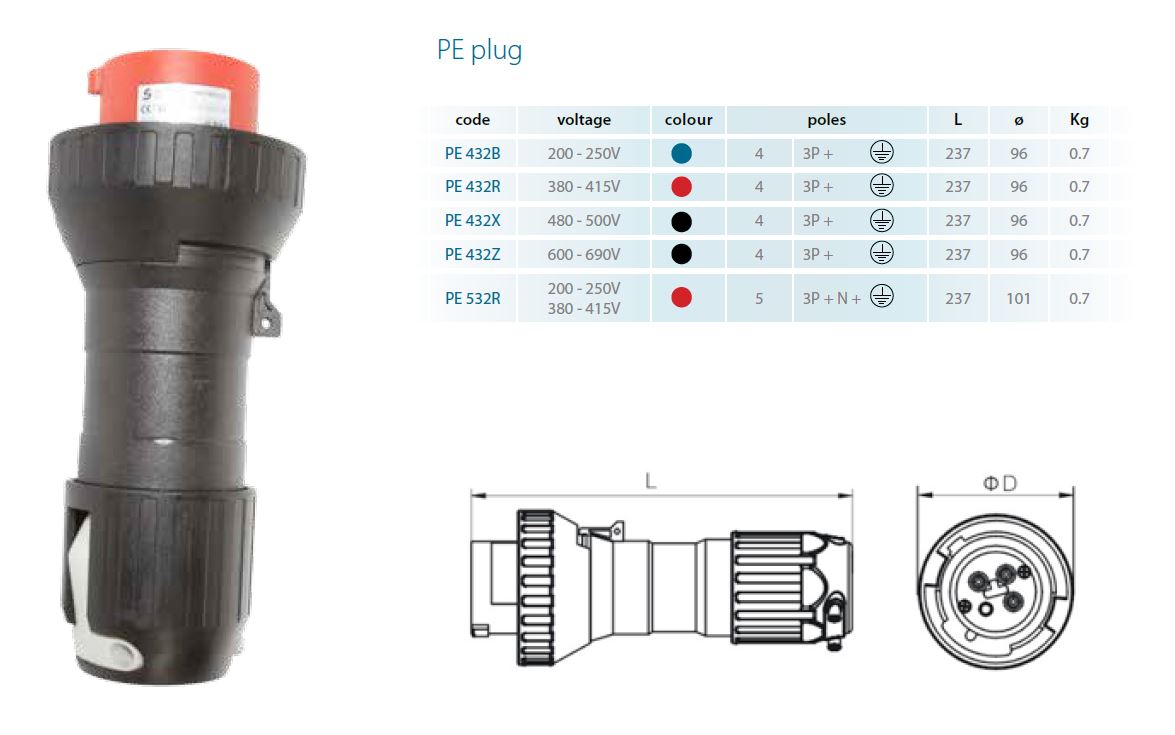 PE plug
code voltage colour poles L ø Kg
PE 432B 200 - 250V 4 3P + 237 96 0.7
PE 432R 380 - 415V 4 3P + 237 96 0.7
PE 432X 480 - 500V 4 3P + 237 96 0.7
PE 432Z 600 - 690V 4 3P + 237 96 0.7
PE 532R 200 - 250V 380 - 415V 5 3P + N + 237 101 0.7
L
ΦD
S
CE